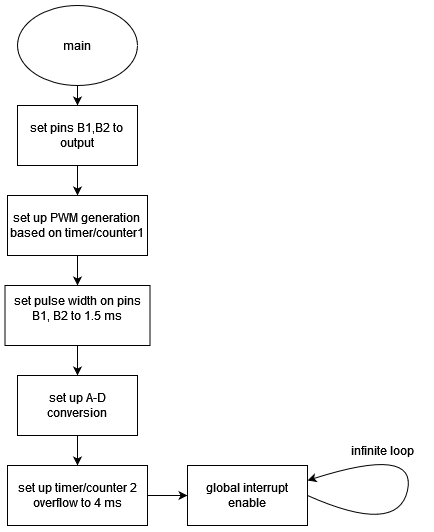 main
set pins B1,B2 to
output
set up PWM generation
based on timer/counter1
set pulse width on pins
B1, B2 to 1.5 ms
set up A-D
conversion
set up timer/counter 2
overflow to 4 ms
global interrupt
enable
infinite loop